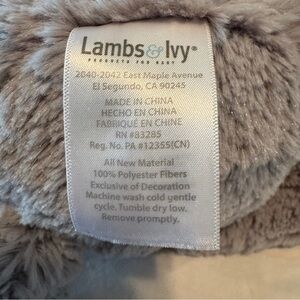 Lambs & Ivy®
PRODUCTS FOR BABY
2040-2042 East Maple Avenue
El Segundo, CA 90245
MADE IN CHINA
HECHO EN CHINA
FABRIQUÉ EN CHINE
RN #83285
Reg. No. PA #12355(CN)
All New Material
100% Polyester Fibers
Exclusive of Decoration
Machine wash cold gentle
cycle. Tumble dry low.
Remove promptly.